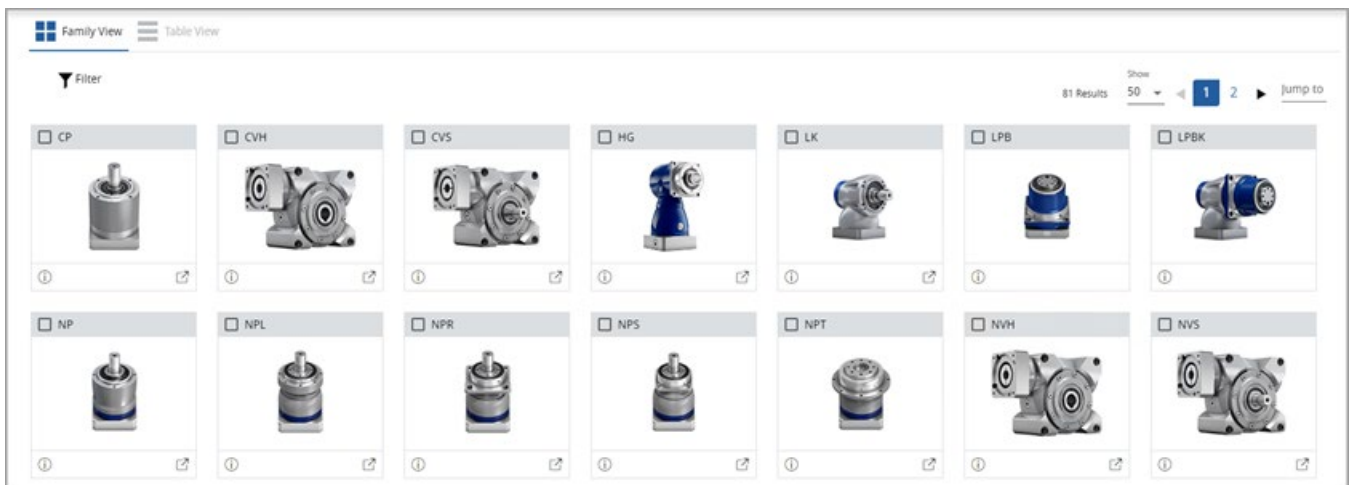 Family View Table View
Filter
Show
81 Results 50 1 2 Jump to
CP CVH CVS HG LK LPB LPBK
NP NPL NPR NPS NPT NVH NVS